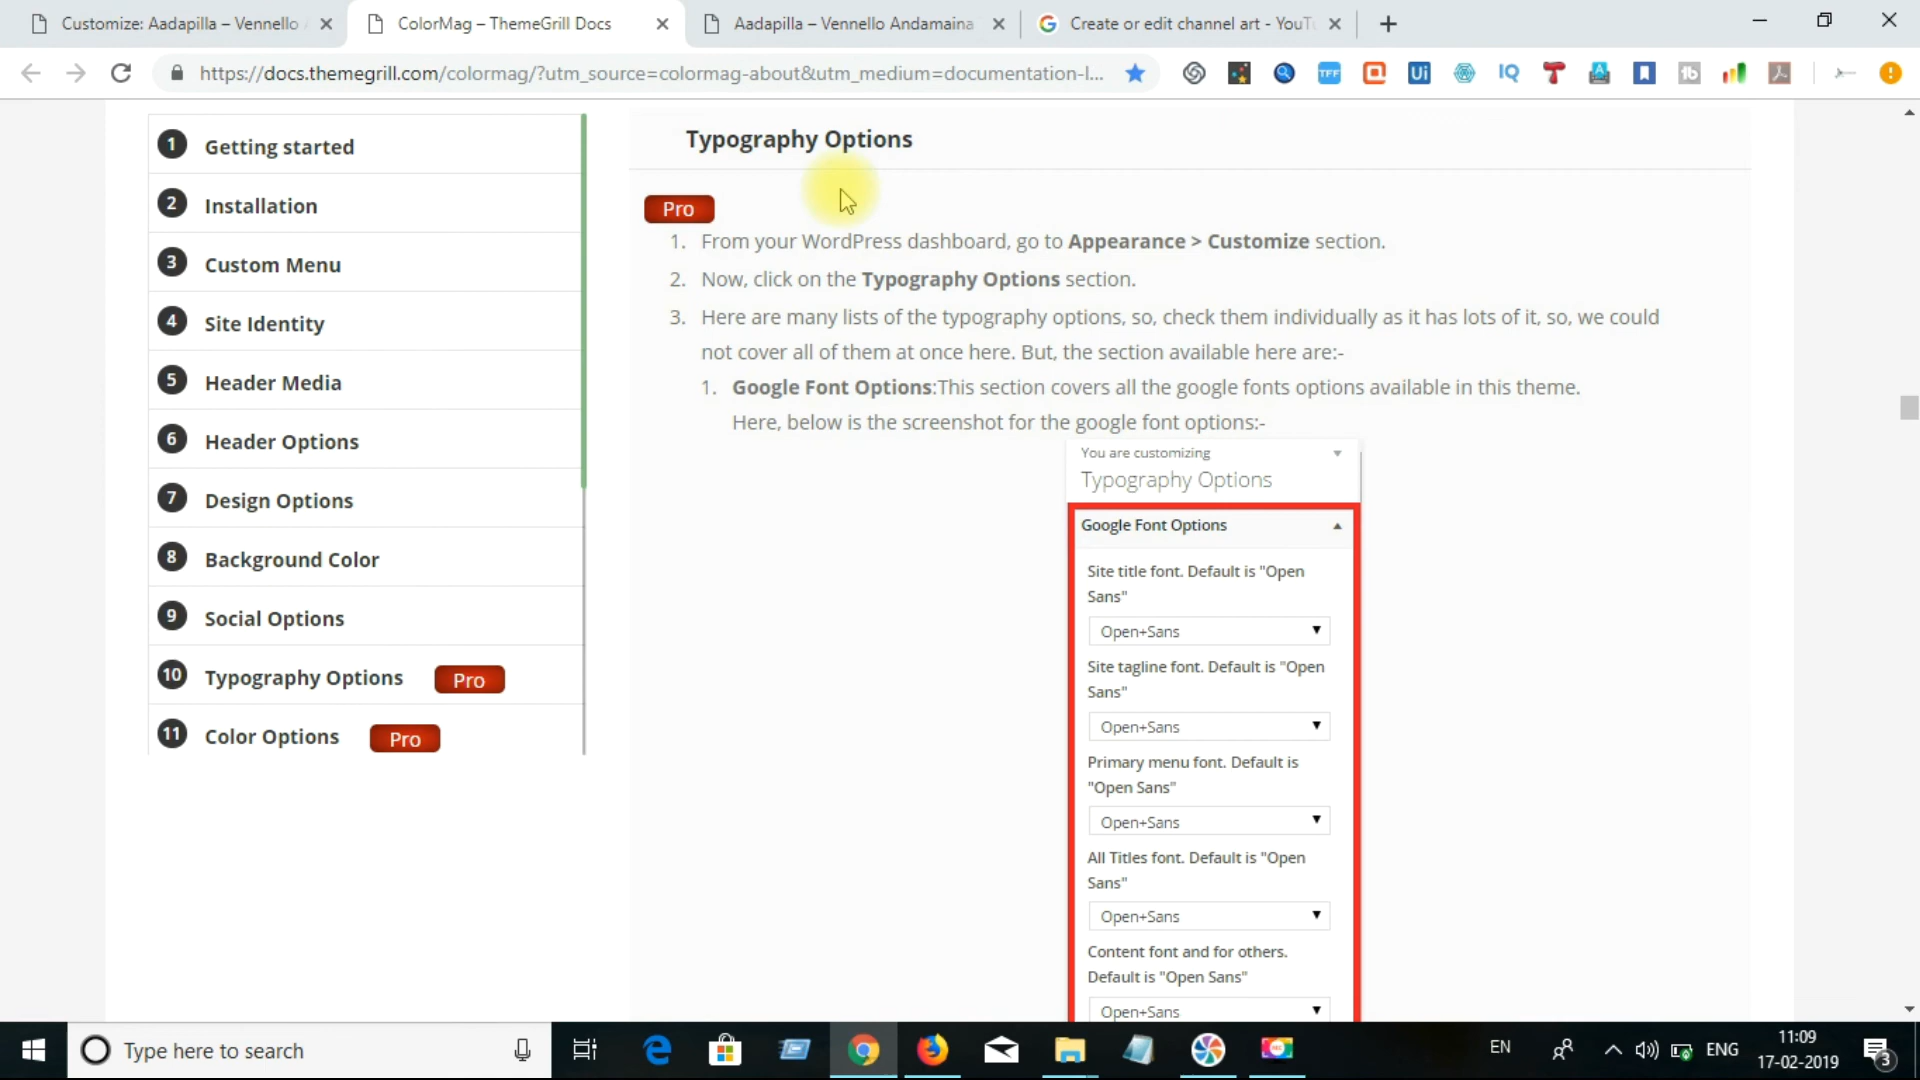 Customize: Aadapilla – Vennello
ColorMag – ThemeGrill Docs
Aadapilla – Vennello Andamaina
Create or edit channel art - YouTu
https://docs.themegrill.com/colormag/?utm_source=colormag-about&utm_medium=documentation-l...
TFF
Ui
IQ
1 Getting started
2 Installation
3 Custom Menu
4 Site Identity
5 Header Media
6 Header Options
7 Design Options
8 Background Color
9 Social Options
10 Typography Options Pro
11 Color Options Pro
Typography Options
Pro
1. From your WordPress dashboard, go to Appearance > Customize section.
2. Now, click on the Typography Options section.
3. Here are many lists of the typography options, so, check them individually as it has lots of it, so, we could
not cover all of them at once here. But, the section available here are:-
1. Google Font Options:This section covers all the google fonts options available in this theme.
Here, below is the screenshot for the google font options:-
You are customizing
Typography Options
Google Font Options
Site title font. Default is "Open
Sans"
Open+Sans
Site tagline font. Default is "Open
Sans"
Open+Sans
Primary menu font. Default is
"Open Sans"
Open+Sans
All Titles font. Default is "Open
Sans"
Open+Sans
Content font and for others.
Default is "Open Sans"
Open+Sans
Type here to search
EN
ENG
11:09
17-02-2019
3